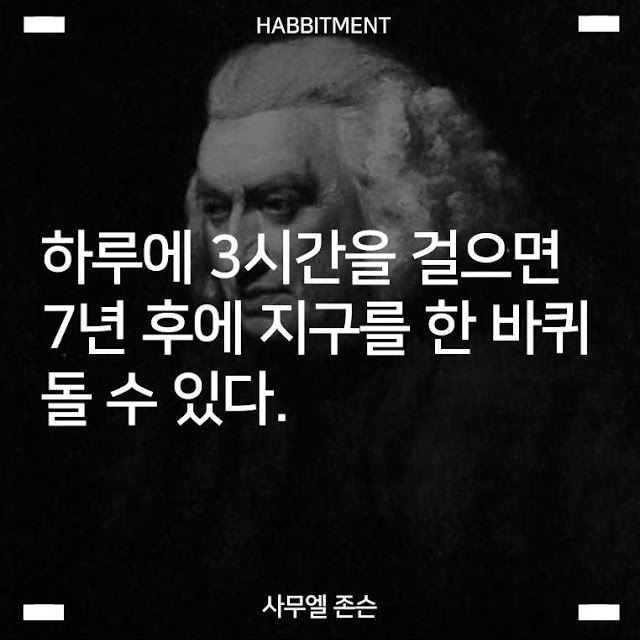 HABBITMENT
하루에 3시간을 걸으면
7년 후에 지구를 한 바퀴
돌 수 있다.
사무엘 존슨